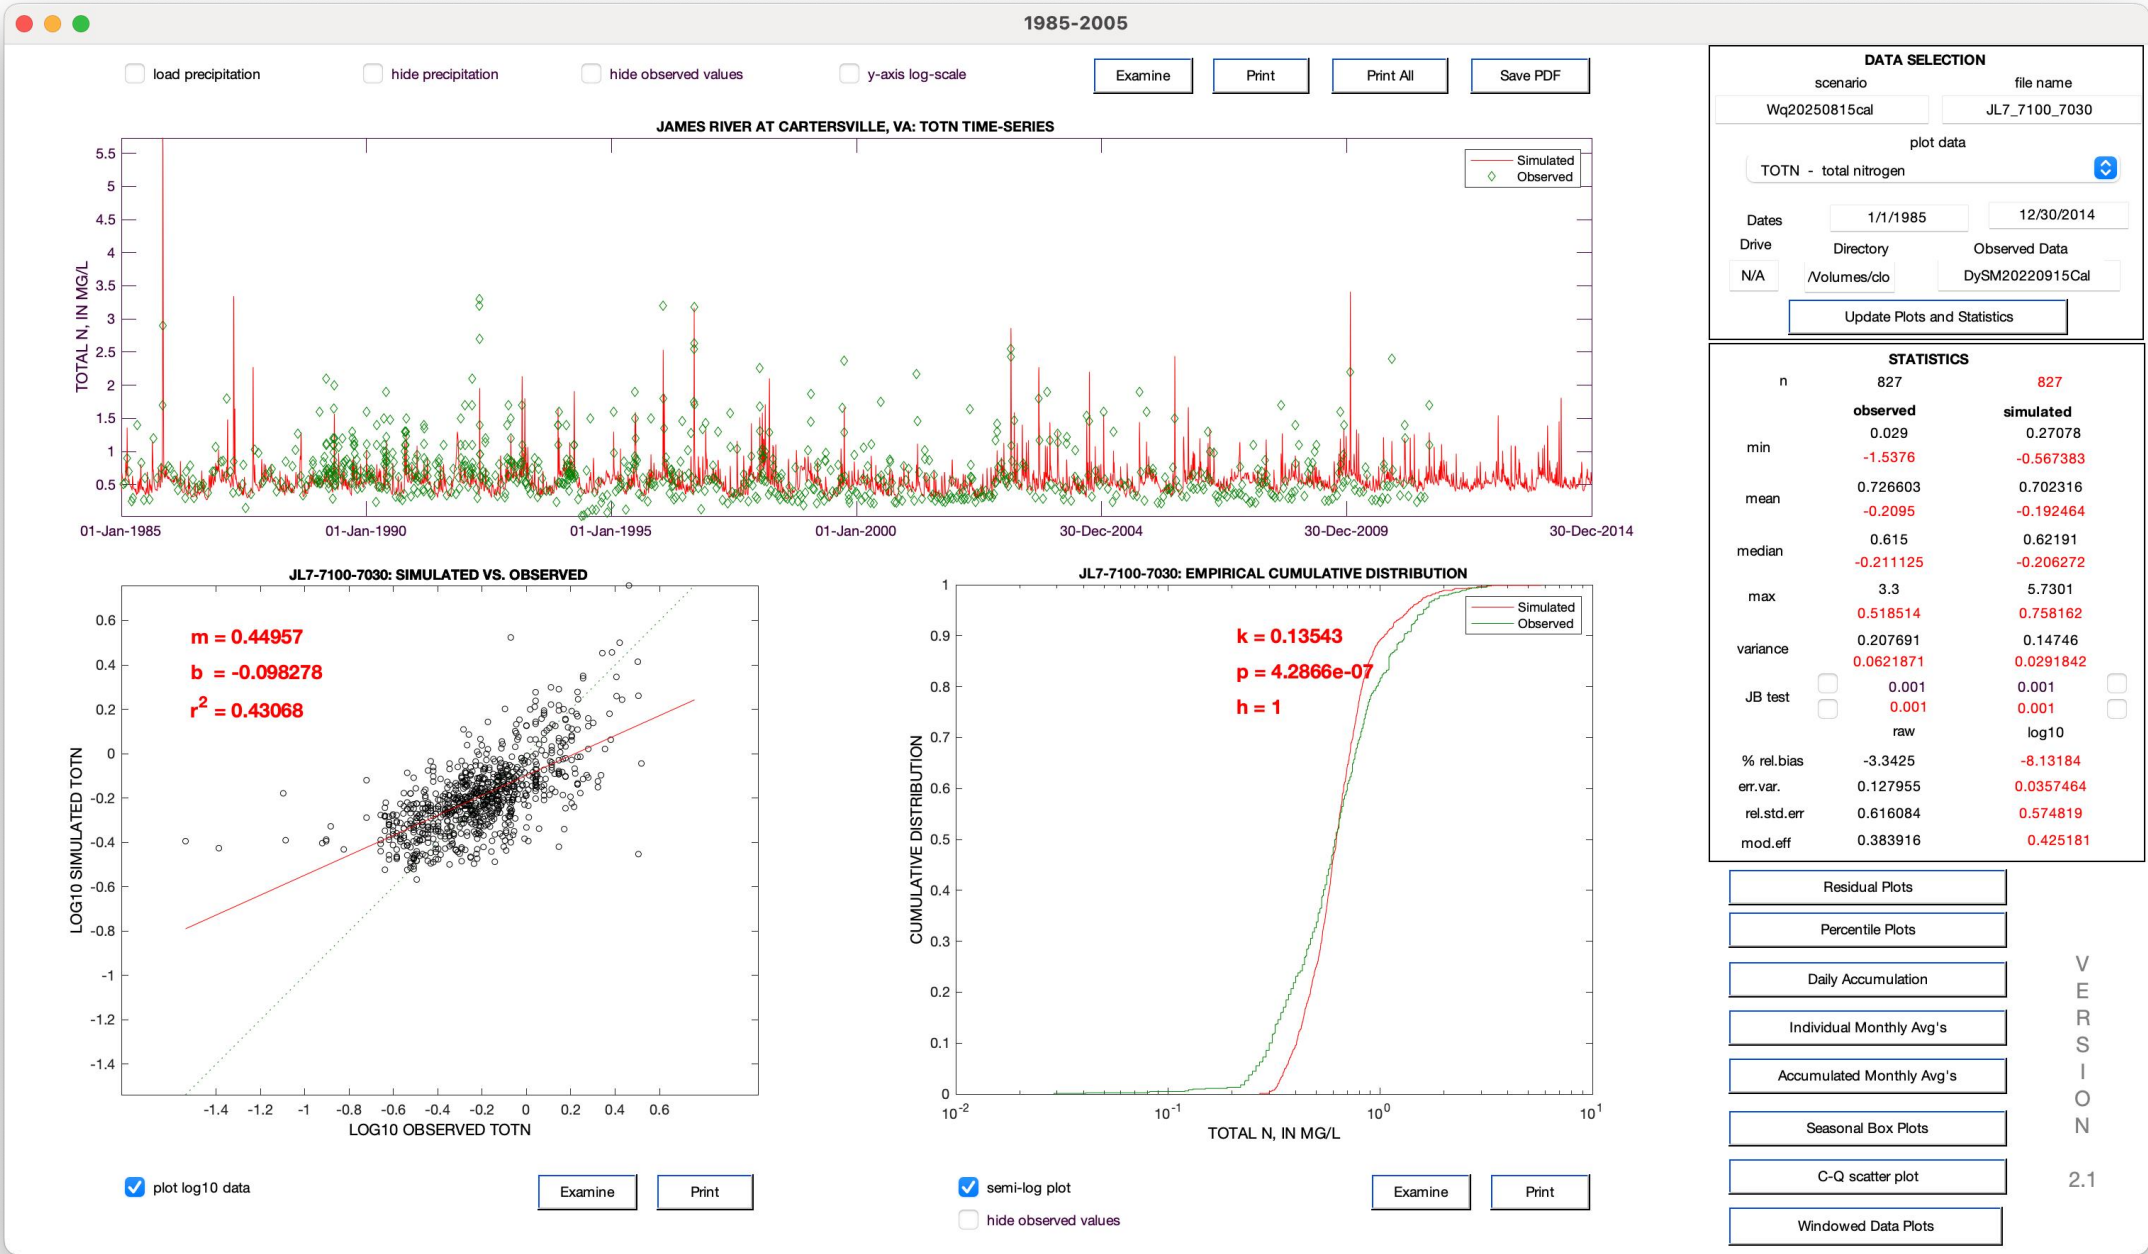 1985-2005
load precipitation
hide precipitation
hide observed values
y-axis log-scale
Examine
Print
Print All
Save PDF
JAMES RIVER AT CARTERSVILLE, VA: TOTN TIME-SERIES
TOTAL N, IN MG/L
5.5
5
4.5
4
3.5
3
2.5
2
1.5
1
0.5
Simulated
Observed
01-Jan-1985
01-Jan-1990
01-Jan-1995
01-Jan-2000
30-Dec-2004
30-Dec-2009
30-Dec-2014
JL7-7100-7030: SIMULATED VS. OBSERVED
m = 0.44957
b = -0.098278
r² = 0.43068
LOG10 SIMULATED TOTN
0.6
0.4
0.2
0
-0.2
-0.4
-0.6
-0.8
-1
-1.2
-1.4
-1.4 -1.2 -1 -0.8 -0.6 -0.4 -0.2 0 0.2 0.4 0.6
LOG10 OBSERVED TOTN
plot log10 data
Examine
Print
JL7-7100-7030: EMPIRICAL CUMULATIVE DISTRIBUTION
k = 0.13543
p = 4.2866e-07
h = 1
Simulated
Observed
CUMULATIVE DISTRIBUTION
1
0.9
0.8
0.7
0.6
0.5
0.4
0.3
0.2
0.1
0
10⁻² 10⁻¹ 10⁰ 10¹
TOTAL N, IN MG/L
semi-log plot
hide observed values
Examine
Print
DATA SELECTION
scenario file name
Wq20250815cal JL7_7100_7030
plot data
TOTN - total nitrogen
Dates 1/1/1985 12/30/2014
Drive Directory Observed Data
N/A /Volumes/clo DySM20220915Cal
Update Plots and Statistics
STATISTICS
n 827 827
observed simulated
min 0.029 0.27078
-1.5376 -0.567383
mean 0.726603 0.702316
-0.2095 -0.192464
median 0.615 0.62191
-0.211125 -0.206272
max 3.3 5.7301
0.518514 0.758162
variance 0.207691 0.14746
0.0621871 0.0291842
JB test 0.001 0.001
0.001 0.001
raw log10
% rel.bias -3.3425 -8.13184
err.var. 0.127955 0.0357464
rel.std.err 0.616084 0.574819
mod.eff 0.383916 0.425181
Residual Plots
Percentile Plots
Daily Accumulation
Individual Monthly Avg's
Accumulated Monthly Avg's
Seasonal Box Plots
C-Q scatter plot
Windowed Data Plots
VERSION
2.1